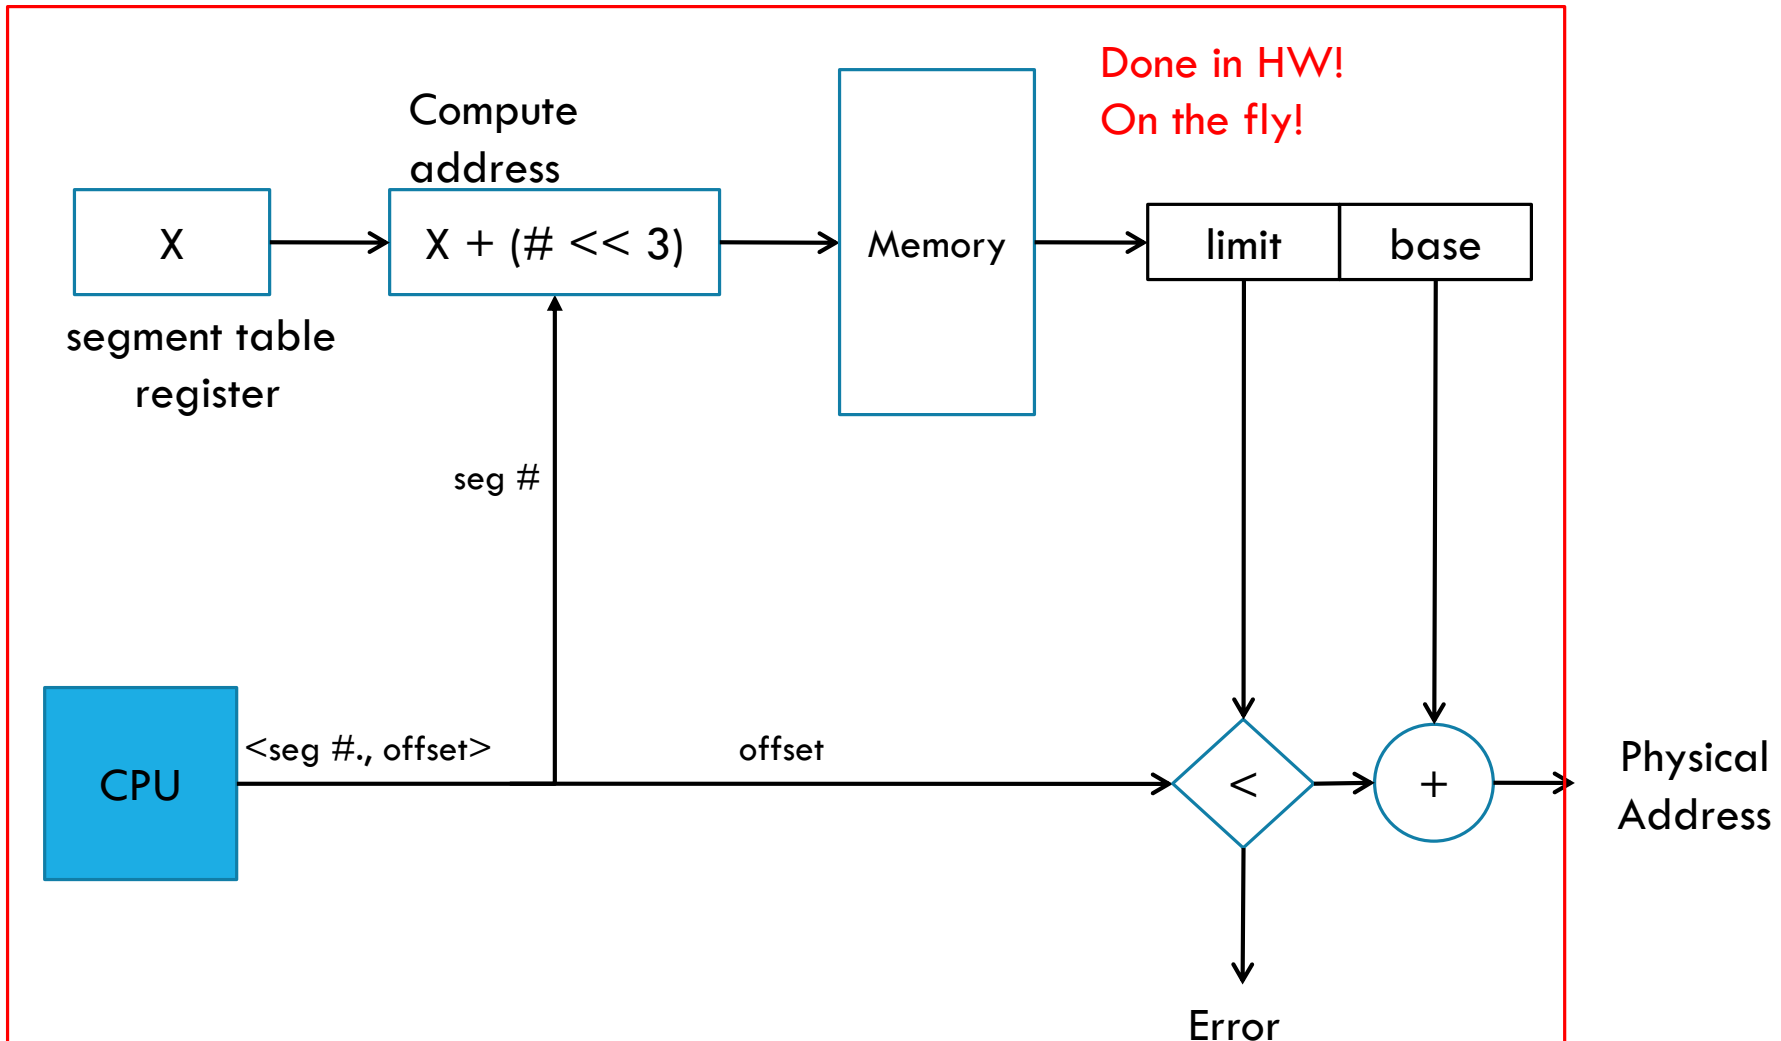 Done in HW!
On the fly!
Compute
address
X
X + (# << 3)
Memory
limit
base
segment table
register
seg #
CPU
<seg #., offset>
offset
<
+
Physical
Address
Error